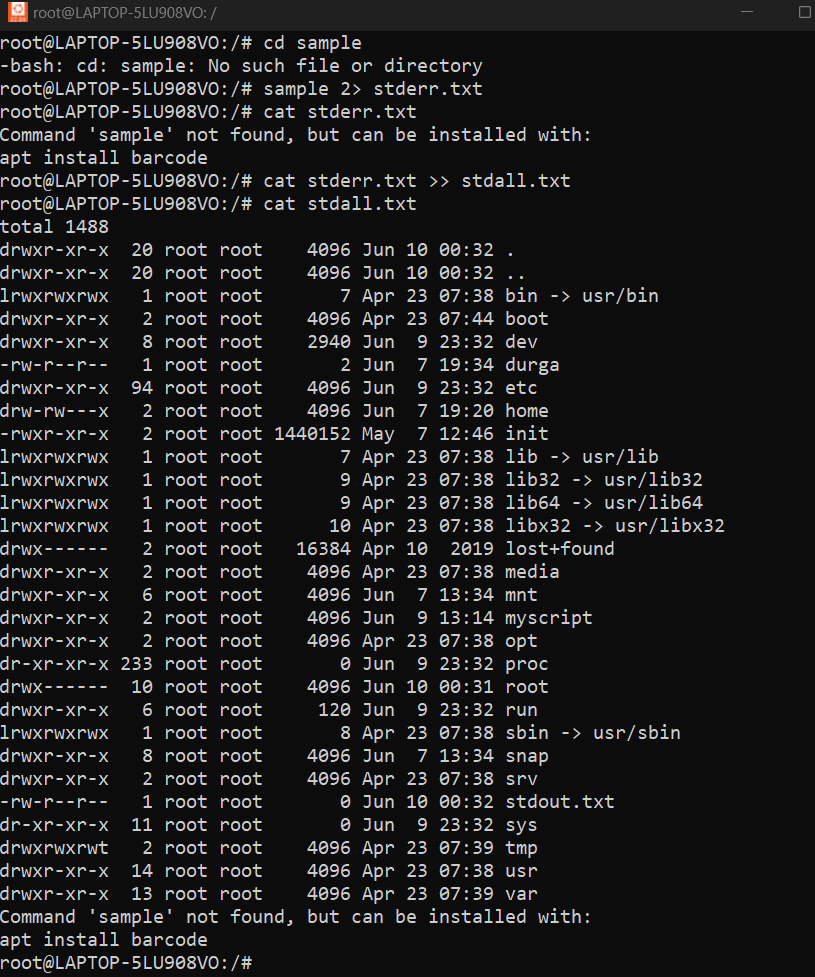 root@LAPTOP-5LU908VO: /
root@LAPTOP-5LU908VO:/# cd sample
-bash: cd: sample: No such file or directory
root@LAPTOP-5LU908VO:/# sample 2> stderr.txt
root@LAPTOP-5LU908VO:/# cat stderr.txt
Command 'sample' not found, but can be installed with:
apt install barcode
root@LAPTOP-5LU908VO:/# cat stderr.txt >> stdall.txt
root@LAPTOP-5LU908VO:/# cat stdall.txt
total 1488
drwxr-xr-x  20 root root    4096 Jun 10 00:32 .
drwxr-xr-x  20 root root    4096 Jun 10 00:32 ..
lrwxrwxrwx   1 root root       7 Apr 23 07:38 bin -> usr/bin
drwxr-xr-x   2 root root    4096 Apr 23 07:44 boot
drwxr-xr-x   8 root root    2940 Jun  9 23:32 dev
-rw-r--r--   1 root root       2 Jun  7 19:34 durga
drwxr-xr-x  94 root root    4096 Jun  9 23:32 etc
drw-rw---x   2 root root    4096 Jun  7 19:20 home
-rwxr-xr-x   2 root root 1440152 May  7 12:46 init
lrwxrwxrwx   1 root root       7 Apr 23 07:38 lib -> usr/lib
lrwxrwxrwx   1 root root       9 Apr 23 07:38 lib32 -> usr/lib32
lrwxrwxrwx   1 root root       9 Apr 23 07:38 lib64 -> usr/lib64
lrwxrwxrwx   1 root root      10 Apr 23 07:38 libx32 -> usr/libx32
drwx------   2 root root   16384 Apr 10  2019 lost+found
drwxr-xr-x   2 root root    4096 Apr 23 07:38 media
drwxr-xr-x   6 root root    4096 Jun  7 13:34 mnt
drwxr-xr-x   2 root root    4096 Jun  9 13:14 myscript
drwxr-xr-x   2 root root    4096 Apr 23 07:38 opt
dr-xr-xr-x 233 root root       0 Jun  9 23:32 proc
drwx------  10 root root    4096 Jun 10 00:31 root
drwxr-xr-x   6 root root     120 Jun  9 23:32 run
lrwxrwxrwx   1 root root       8 Apr 23 07:38 sbin -> usr/sbin
drwxr-xr-x   8 root root    4096 Jun  7 13:34 snap
drwxr-xr-x   2 root root    4096 Apr 23 07:38 srv
-rw-r--r--   1 root root       0 Jun 10 00:32 stdout.txt
dr-xr-xr-x  11 root root       0 Jun  9 23:32 sys
drwxrwxrwt   2 root root    4096 Apr 23 07:39 tmp
drwxr-xr-x  14 root root    4096 Apr 23 07:38 usr
drwxr-xr-x  13 root root    4096 Apr 23 07:39 var
Command 'sample' not found, but can be installed with:
apt install barcode
root@LAPTOP-5LU908VO:/#